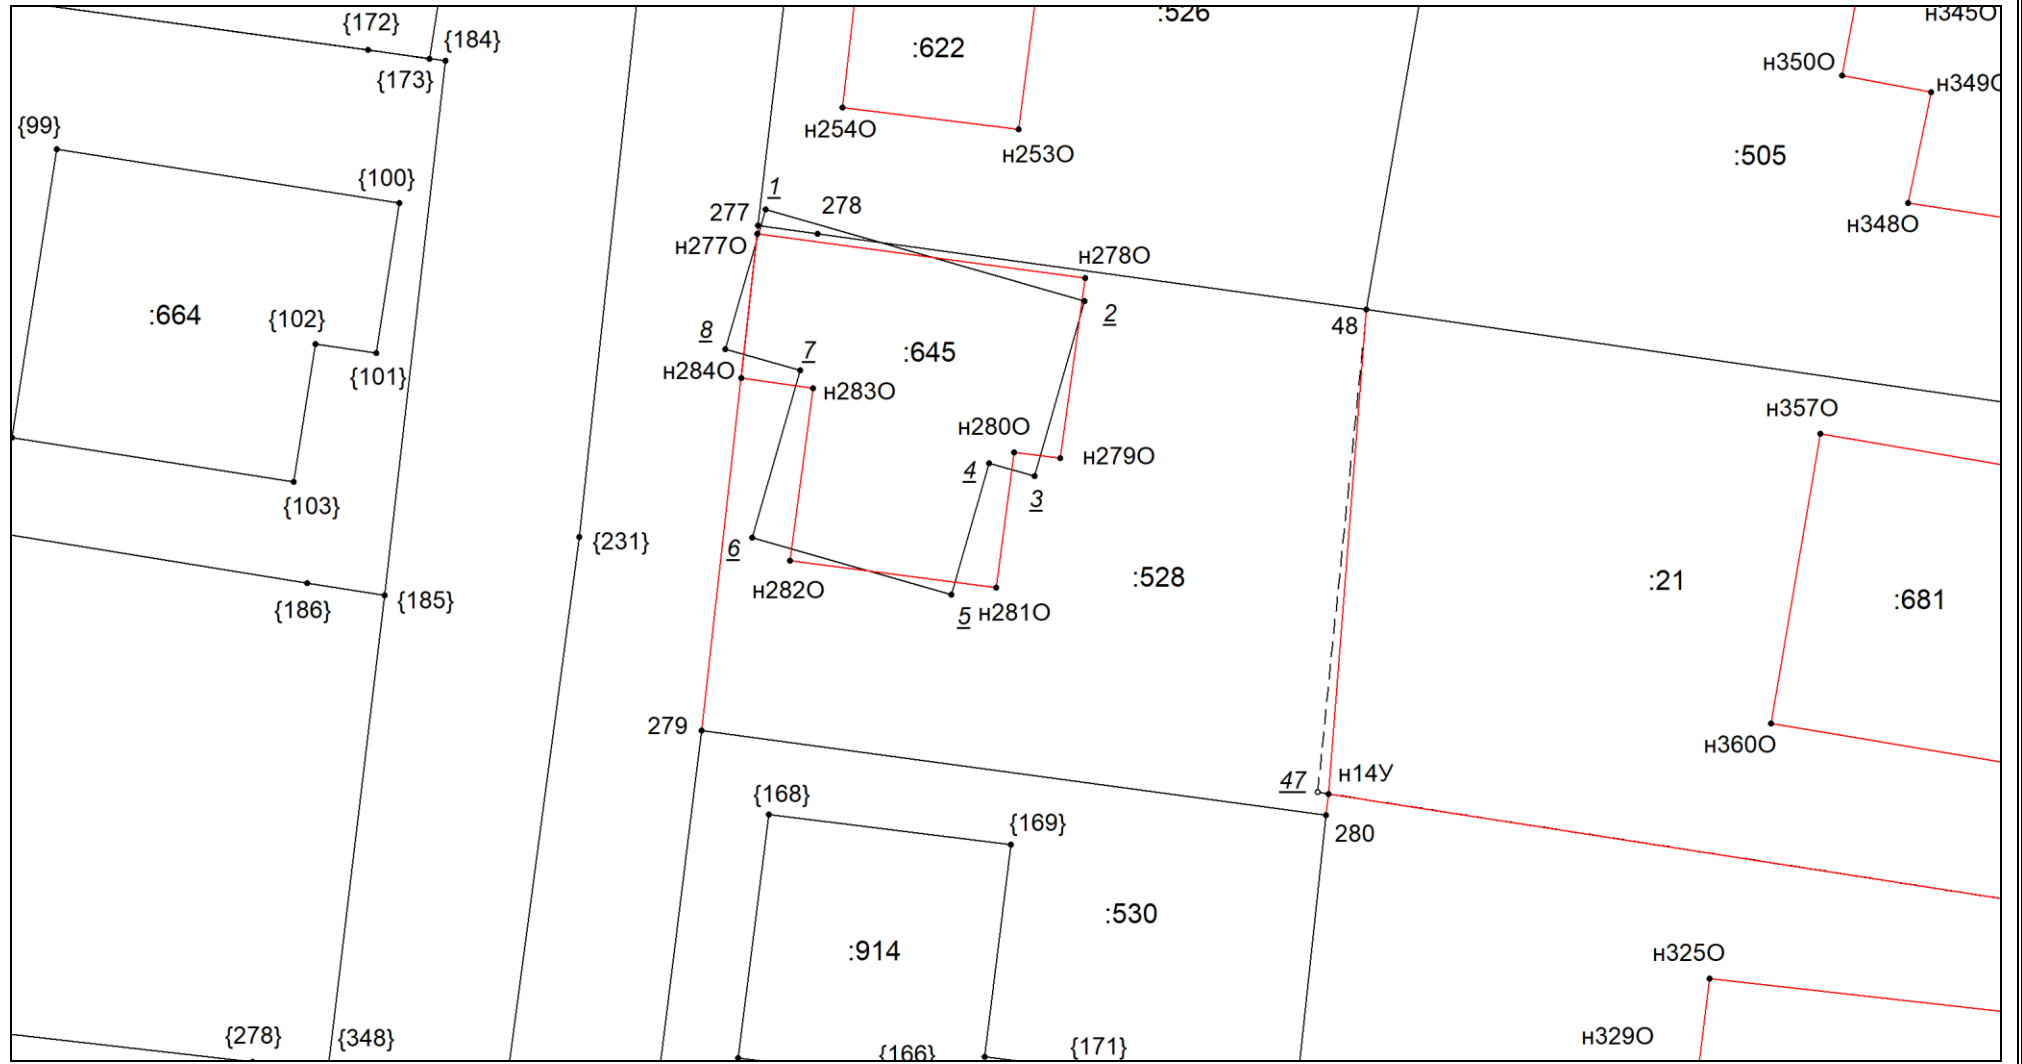 :526
н345О
{172}
{184}
:622
н350О
{173}
н349О
{99}
н254О
н253О
:505
{100}
1
277
278
н348О
н277О
н278О
:664
{102}
2
48
8
7
:645
{101}
н284О
н283О
н357О
н280О
4
н279О
{103}
3
{231}
6
:528
:21
н282О
{186}
{185}
5
н281О
:681
279
н360О
47
н14У
{168}
{169}
280
:530
:914
н325О
{278}
{348}
{166}
{171}
н329О